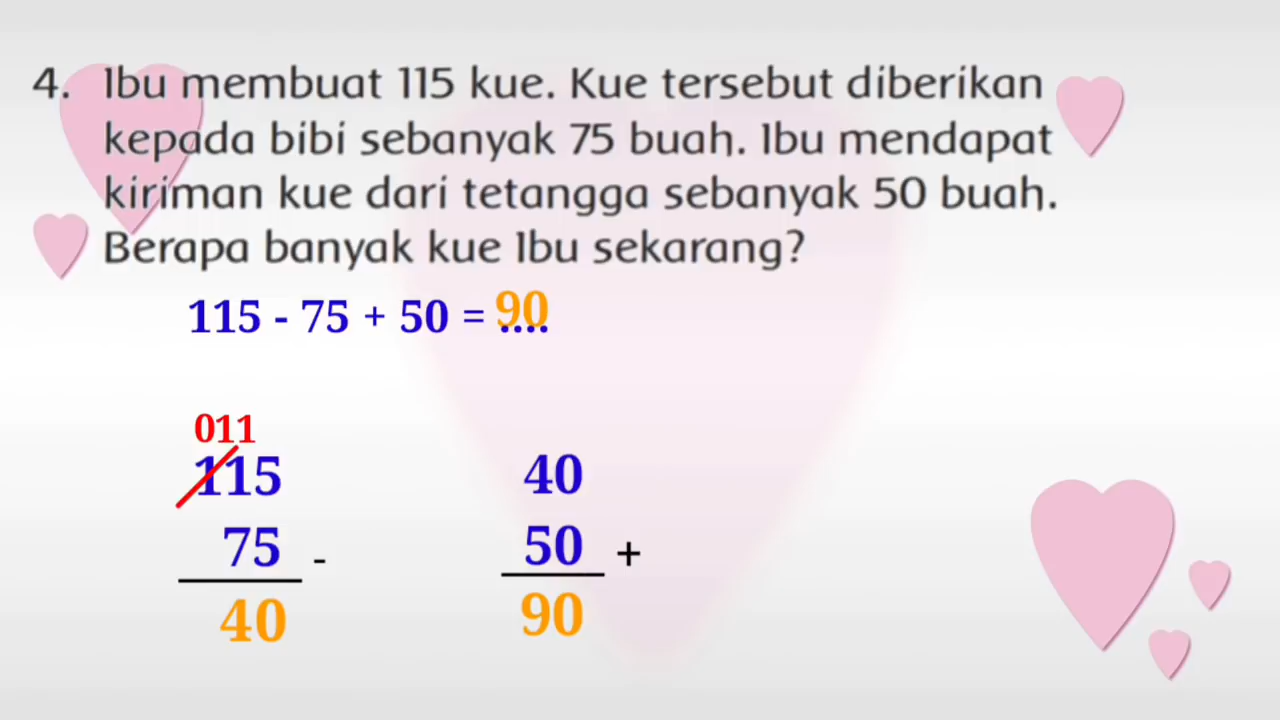 4. Ibu membuat 115 kue. Kue tersebut diberikan
kepada bibi sebanyak 75 buah. Ibu mendapat
kiriman kue dari tetangga sebanyak 50 buah.
Berapa banyak kue Ibu sekarang?
115 - 75 + 50 = .... 90
011
115
75 -
40
40
50 +
90